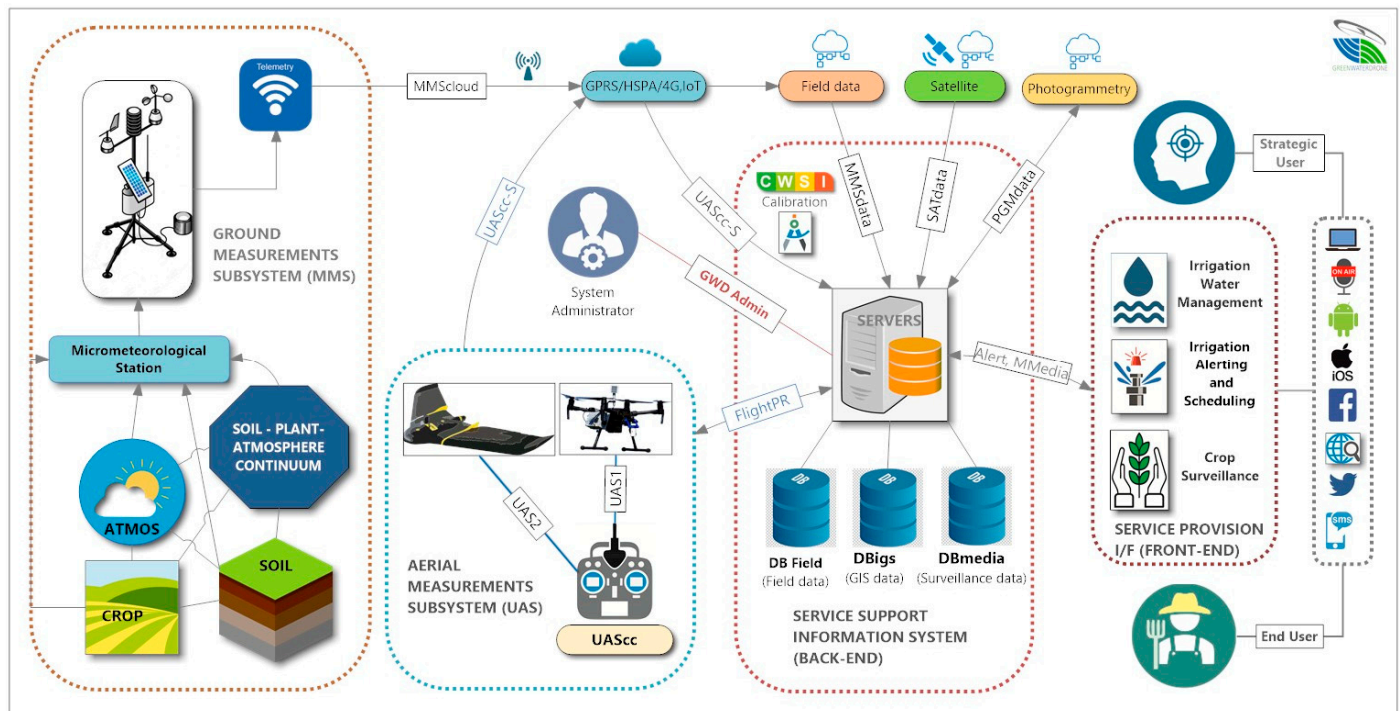 GREENWATERDRONE
Telemetry
MMScloud
GPRS/HSPA/4G,IoT
Field data
Satellite
Photogrammetry
GROUND
MEASUREMENTS
SUBSYSTEM (MMS)
Micrometeorological
Station
SOIL - PLANT-
ATMOSPHERE
CONTINUUM
ATMOS
SOIL
CROP
UAScc-S
System
Administrator
GWD Admin
UAScc-S
CWSI
Calibration
MMSdata
SATdata
PGMdata
SERVERS
FlightPR
Alert, MMedia
UAS2
UAS1
AERIAL
MEASUREMENTS
SUBSYSTEM (UAS)
UAScc
DB
DB
DB
DB Field
(Field data)
DBigs
(GIS data)
DBmedia
(Surveillance data)
SERVICE SUPPORT
INFORMATION SYSTEM
(BACK-END)
Strategic
User
Irrigation
Water
Management
Irrigation
Alerting
and
Scheduling
Crop
Surveillance
SERVICE PROVISION
I/F (FRONT-END)
ON AIR
iOS
sms
End User